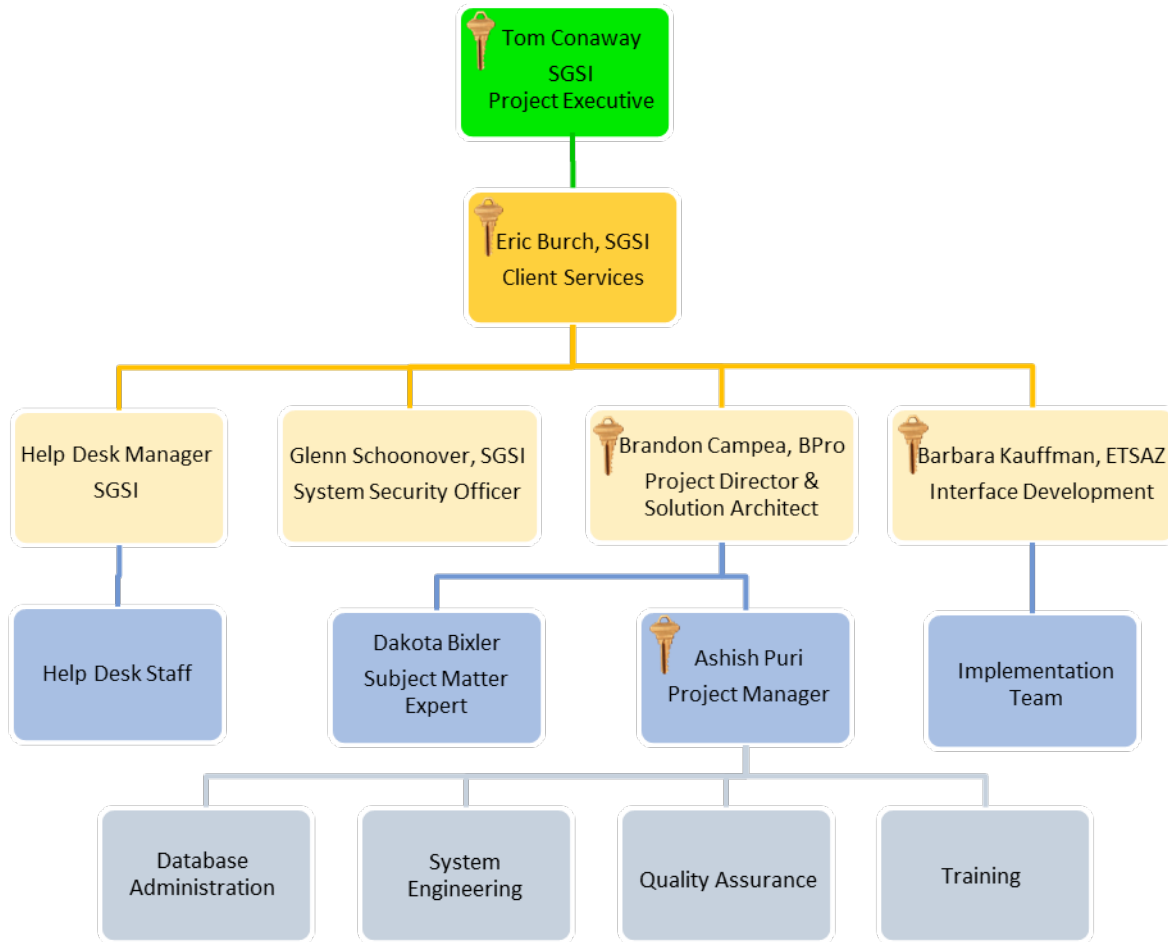 Tom Conaway
SGSI
Project Executive
Eric Burch, SGSI
Client Services
Help Desk Manager
SGSI
Glenn Schoonover, SGSI
System Security Officer
Brandon Campea, BPro
Project Director &
Solution Architect
Barbara Kauffman, ETSAZ
Interface Development
Help Desk Staff
Dakota Bixler
Subject Matter
Expert
Ashish Puri
Project Manager
Implementation
Team
Database
Administration
System
Engineering
Quality Assurance
Training